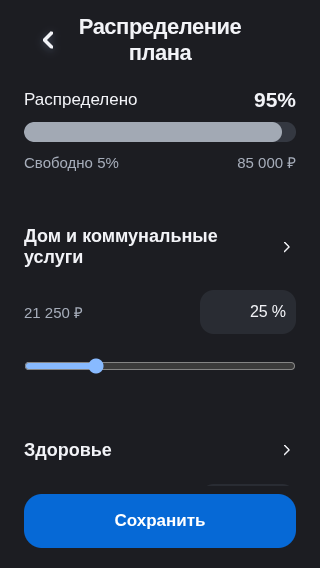 Распределение
плана
Распределено 95%
Свободно 5% 85 000 ₽
Дом и коммунальные
услуги
21 250 ₽ 25 %
Здоровье
Сохранить